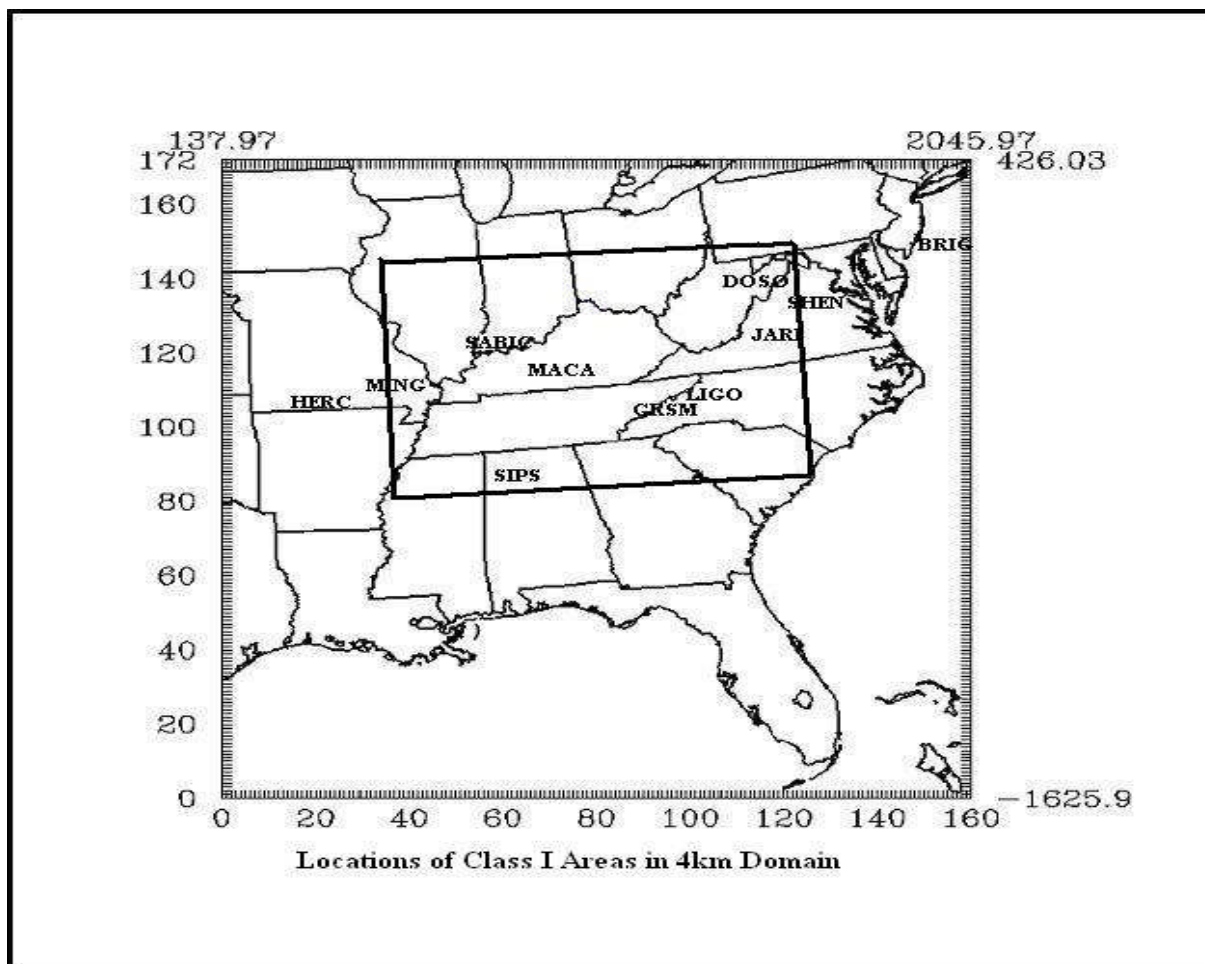 137.97 2045.97
172 426.03
160
BRIG
140
DOSO
SHEN
120
SABIC
JARI
MACA
MING
HERC
LIGO
GRSM
100
SIPS
80
60
40
20
0 -1625.9
0 20 40 60 80 100 120 140 160
Locations of Class I Areas in 4km Domain